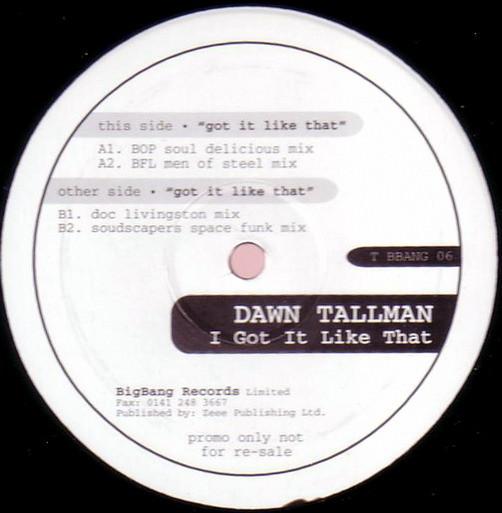 this side • "got it like that"
A1. BOP soul delicious mix
A2. BFL men of steel mix
other side • "got it like that"
B1. doc livingston mix
B2. soudscapers space funk mix
T BBANG 06
DAWN TALLMAN
I Got It Like That
BigBang Records Limited
Fax: 0141 248 3667
Published by: Zeee Publishing Ltd.
promo only not
for re-sale